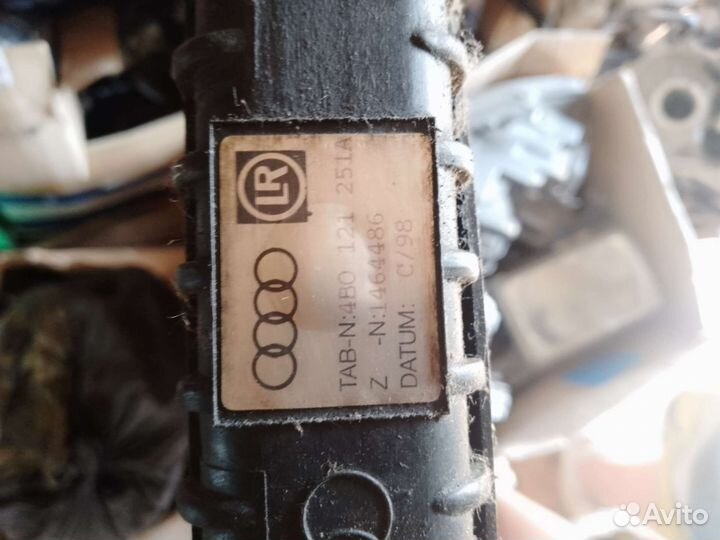 LR
TAB-N:4B0 121 251A
Z -N:1464486
DATUM: C/98
Avito